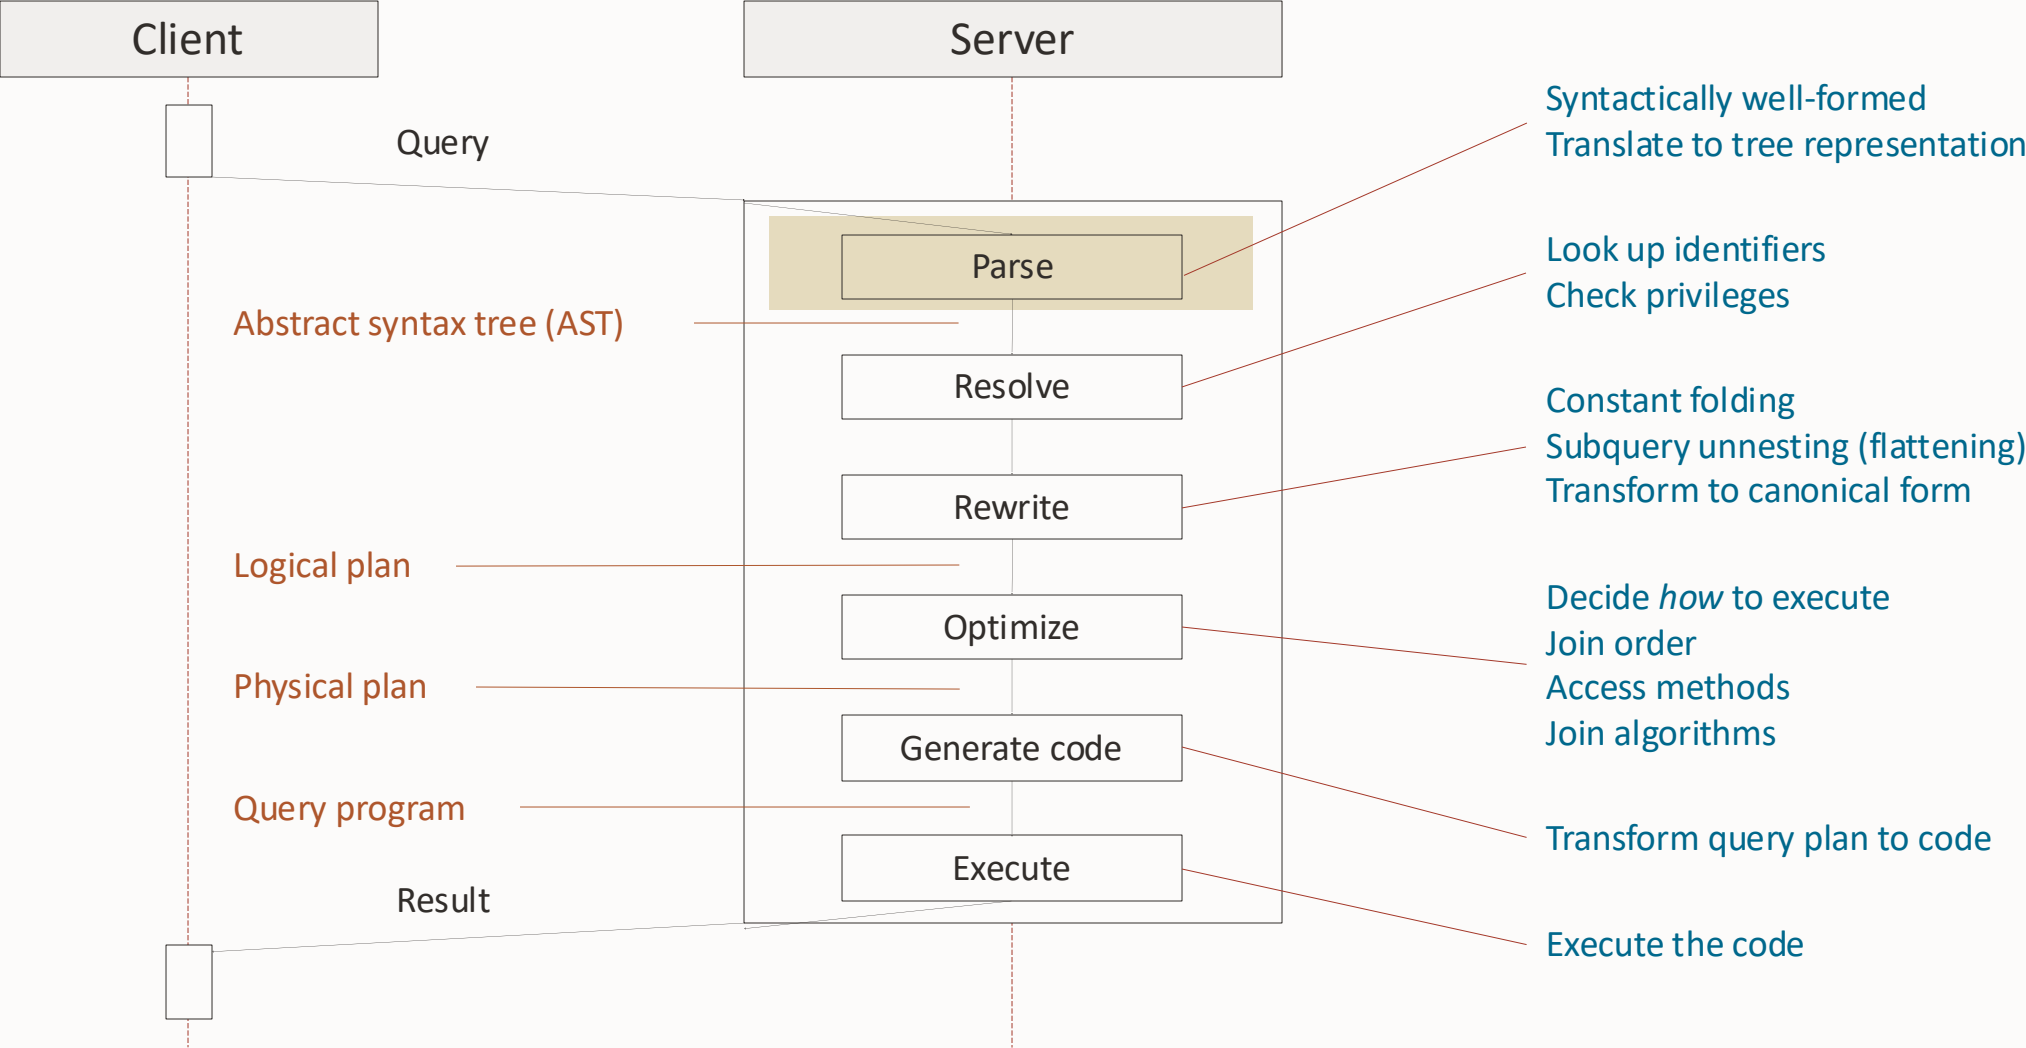 Client
Server
Query
Syntactically well-formed
Translate to tree representation
Parse
Look up identifiers
Check privileges
Abstract syntax tree (AST)
Resolve
Constant folding
Subquery unnesting (flattening)
Transform to canonical form
Rewrite
Logical plan
Decide how to execute
Join order
Access methods
Join algorithms
Optimize
Physical plan
Generate code
Query program
Transform query plan to code
Execute
Result
Execute the code